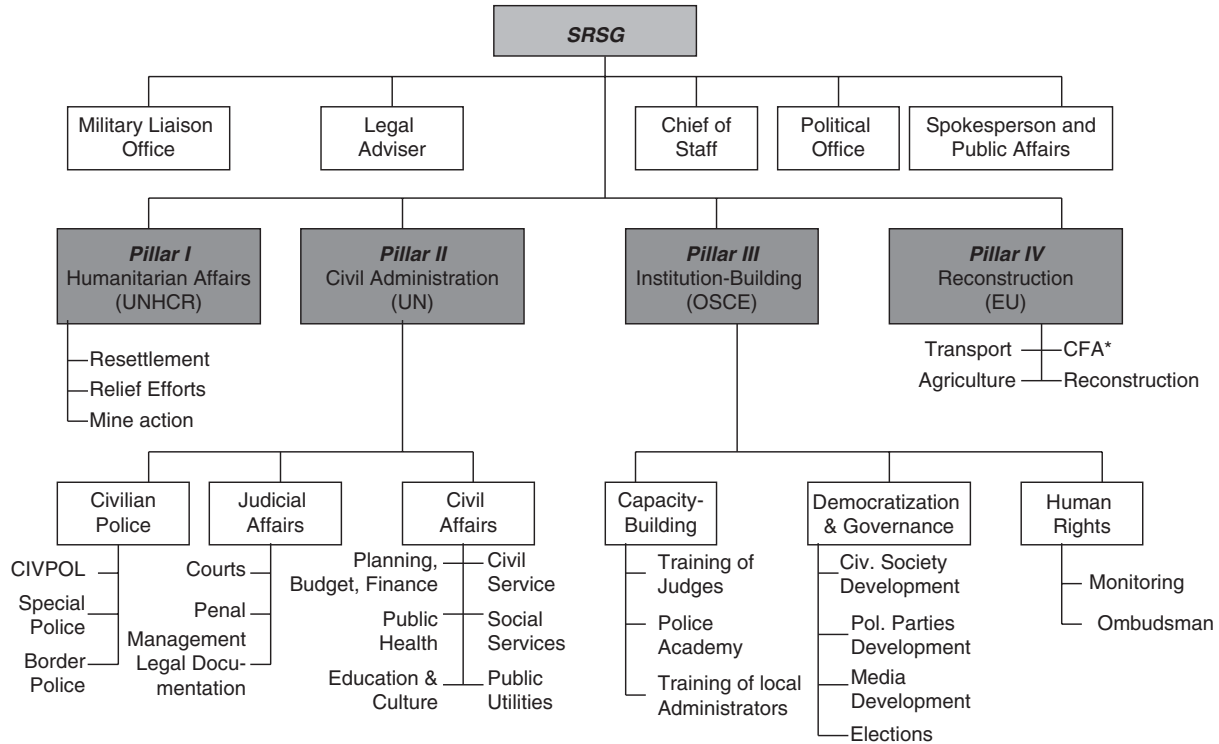 SRSG
Military Liaison
Office
Legal
Adviser
Chief of
Staff
Political
Office
Spokesperson and
Public Affairs
Pillar I
Humanitarian Affairs
(UNHCR)
Pillar II
Civil Administration
(UN)
Pillar III
Institution-Building
(OSCE)
Pillar IV
Reconstruction
(EU)
Resettlement
Relief Efforts
Mine action
Transport
CFA*
Agriculture
Reconstruction
Civilian
Police
CIVPOL
Special
Police
Border
Police
Judicial
Affairs
Courts
Penal
Management
Legal Docu-
mentation
Civil
Affairs
Planning,
Budget, Finance
Civil
Service
Public
Health
Social
Services
Education &
Culture
Public
Utilities
Capacity-
Building
Training of
Judges
Police
Academy
Training of local
Administrators
Democratization
& Governance
Civ. Society
Development
Pol. Parties
Development
Media
Development
Elections
Human
Rights
Monitoring
Ombudsman